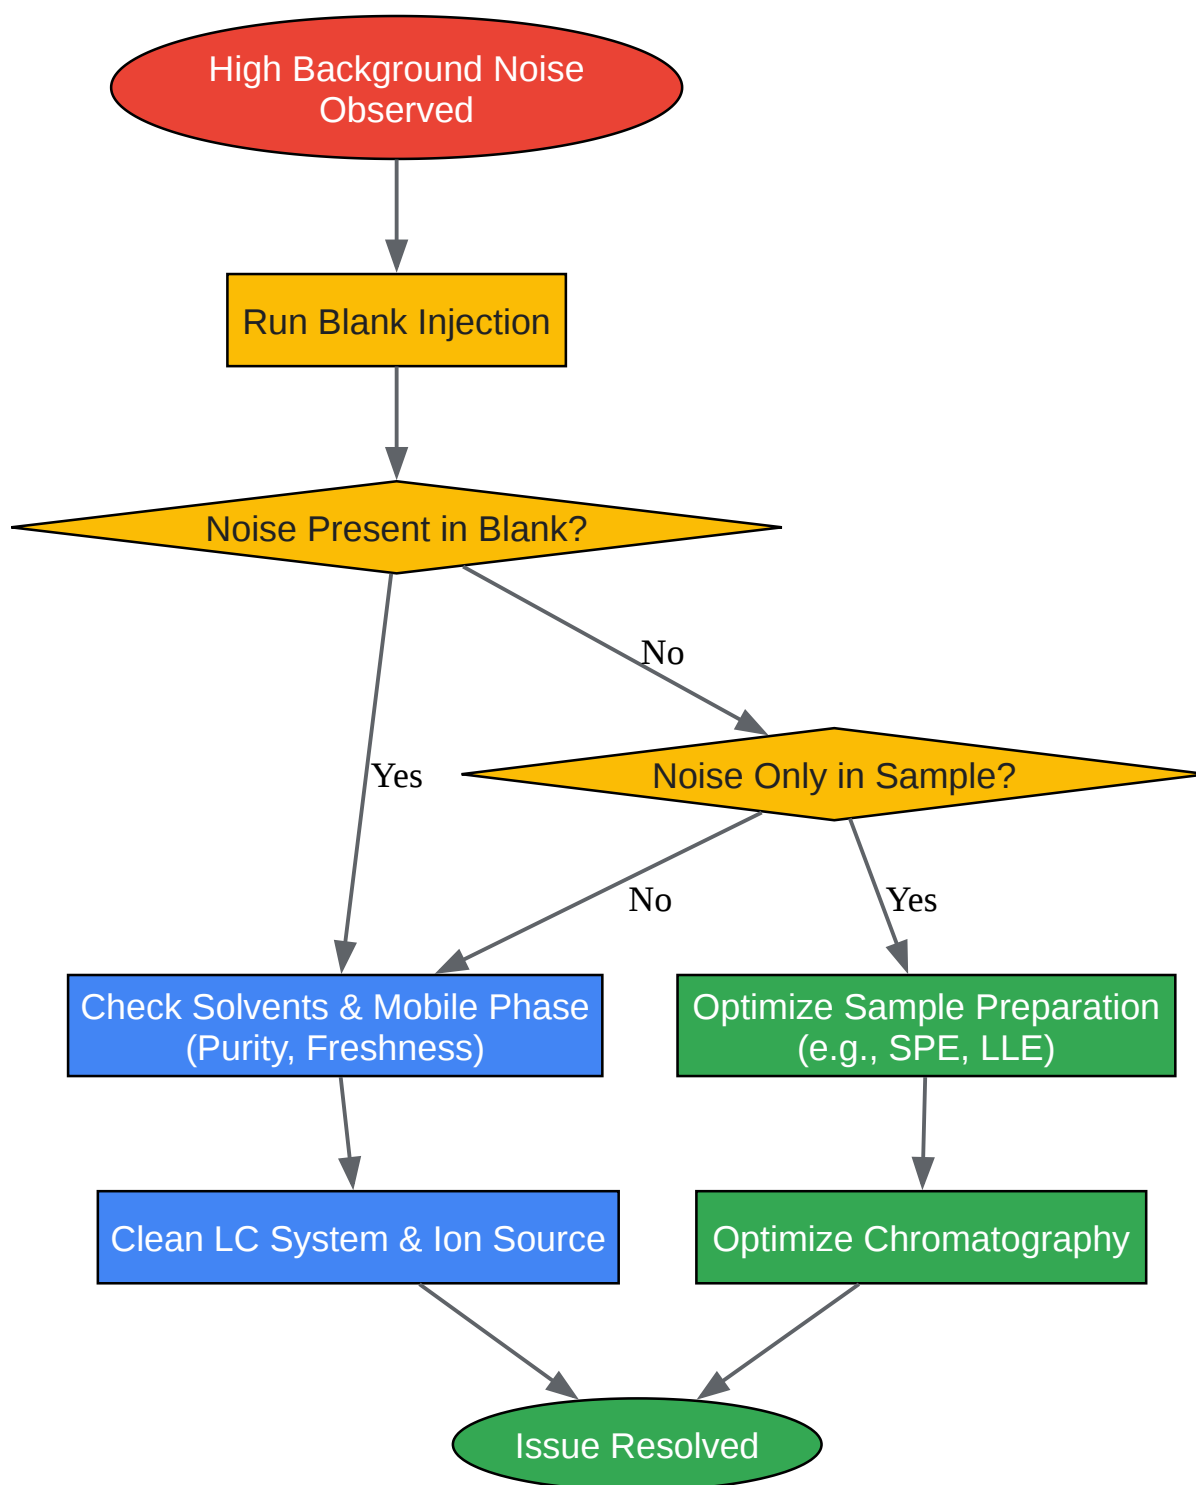 High Background Noise
Observed
Run Blank Injection
Noise Present in Blank?
No
Yes
Noise Only in Sample?
No
Yes
Check Solvents & Mobile Phase
(Purity, Freshness)
Optimize Sample Preparation
(e.g., SPE, LLE)
Clean LC System & Ion Source
Optimize Chromatography
Issue Resolved